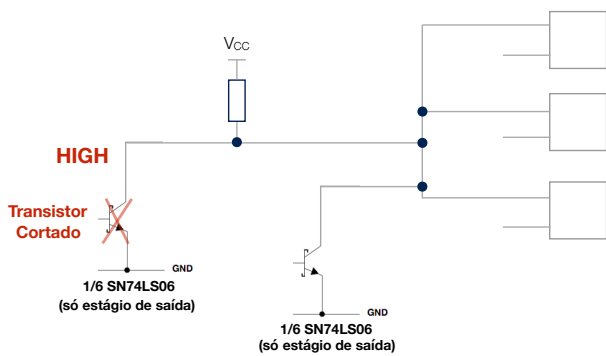 VCC
HIGH
Transistor
Cortado
GND
1/6 SN74LS06
(só estágio de saída)
GND
1/6 SN74LS06
(só estágio de saída)